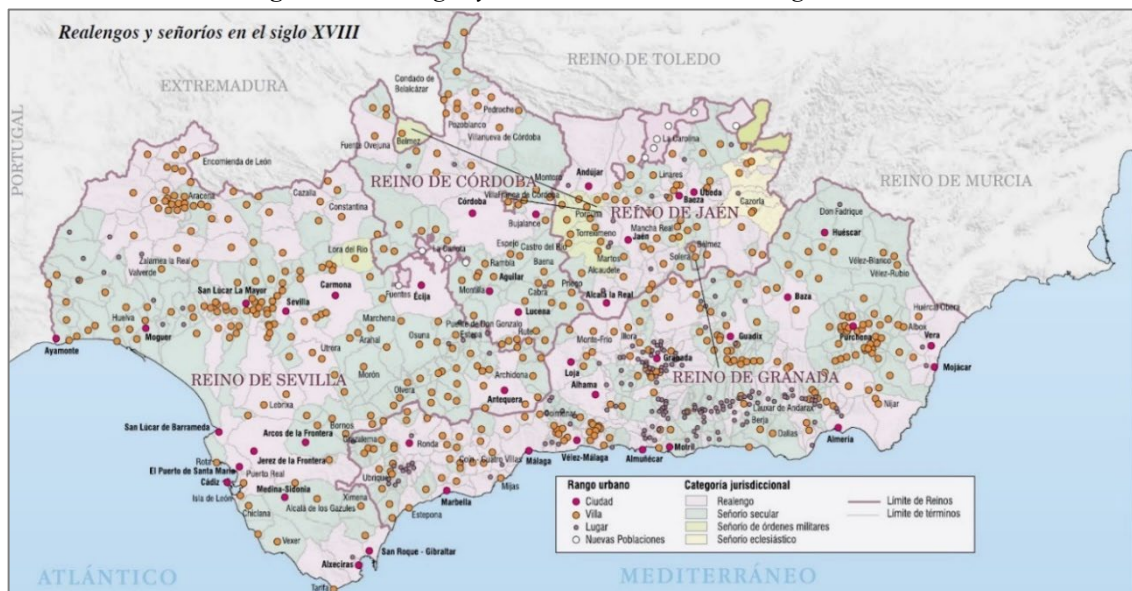 Realengos y señoríos en el siglo XVIII
REINO DE TOLEDO
EXTREMADURA
PORTUGAL
Condado de
Belalcázar
Pedroche
Pozoblanco
Villanueva de Córdoba
Belmez
Fuente Ovejuna
La Carolina
Encomienda de León
Aracena
Cazalla
Constantina
REINO DE CÓRDOBA
Montoro
Andújar
Linares
Úbeda
Baeza
Cazorla
REINO DE MURCIA
Córdoba
Bujalance
Porcuna
REINO DE JAÉN
Torredonjimeno
Mancha Real
Jaén
Don Fadrique
Huéscar
Zalamea la Real
Valverde
Lora del Río
La Carlota
Espejo
Castro del Río
Martos
Bélmez
Solera
Vélez-Blanco
Vélez-Rubio
Rambla
Baena
Alcaudete
Aguilar
San Lúcar La Mayor
Sevilla
Carmona
Fuentes
Écija
Montilla
Cabra
Priego
Alcalá la Real
Baza
Huércal Overa
Huelva
Moguer
Marchena
Lucena
Puente de Don Gonzalo
Estepa
Rute
Monte-Frío
Illora
Guadix
Purchena
Albox
Vera
Ayamonte
Arahal
Osuna
Utrera
Granada
Loja
Mojácar
REINO DE SEVILLA
Morón
Archidona
Alhama
REINO DE GRANADA
Olvera
Antequera
Lebrixa
Colmenar
Lauxar de Andarax
Berja
Níjar
San Lúcar de Barrameda
Bornos
Arcos de la Frontera
Grazalema
Ronda
Dalías
Almería
Rota
Jerez de la Frontera
Málaga
Vélez-Málaga
Almuñécar
Motril
El Puerto de Santa María
Puerto Real
Cádiz
Ubrique
Mijas
Isla de León
Medina-Sidonia
Ximena
Marbella
Chiclana
Alcalá de los Gazules
Estepona
Vexer
San Roque - Gibraltar
Alxeciras
Tarifa
Rango urbano
Ciudad
Villa
Lugar
Nuevas Poblaciones
Categoría jurisdiccional
Realengo
Señorío secular
Señorío de órdenes militares
Señorío eclesiástico
Límite de Reinos
Límite de términos
ATLÁNTICO
MEDITERRÁNEO